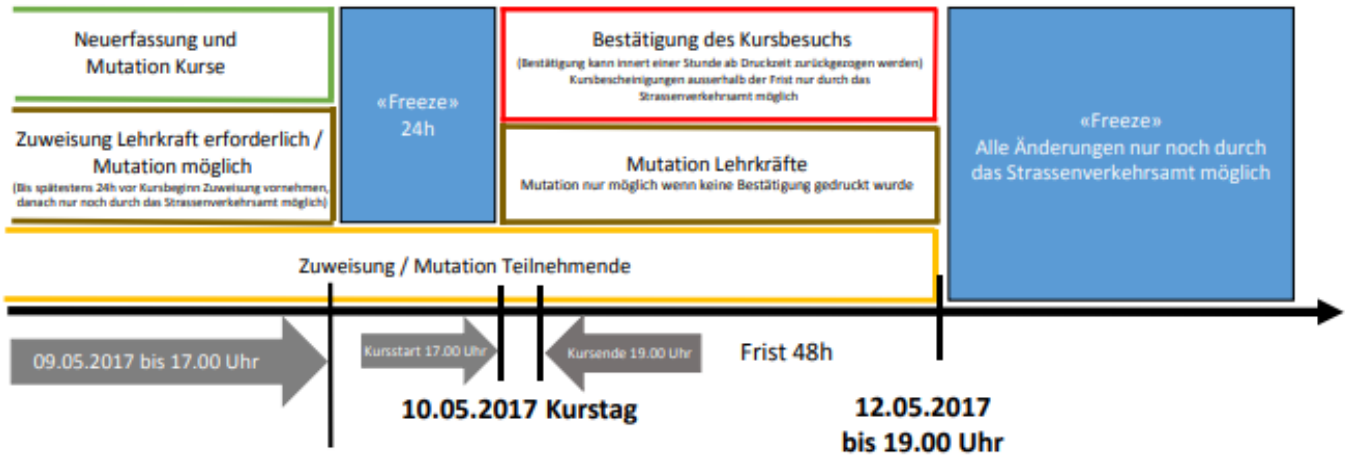 Neuerfassung und
Mutation Kurse
Zuweisung Lehrkraft erforderlich /
Mutation möglich
(Bis spätestens 24h vor Kursbeginn Zuweisung vornehmen,
danach nur noch durch das Strassenverkehrsamt möglich)
«Freeze»
24h
Bestätigung des Kursbesuchs
(Bestätigung kann innert einer Stunde ab Druckzeit zurückgezogen werden)
Kursbescheinigungen ausserhalb der Frist nur durch das
Strassenverkehrsamt möglich
Mutation Lehrkräfte
Mutation nur möglich wenn keine Bestätigung gedruckt wurde
«Freeze»
Alle Änderungen nur noch durch
das Strassenverkehrsamt möglich
Zuweisung / Mutation Teilnehmende
09.05.2017 bis 17.00 Uhr
Kursstart 17.00 Uhr
Kursende 19.00 Uhr
Frist 48h
10.05.2017 Kurstag
12.05.2017
bis 19.00 Uhr